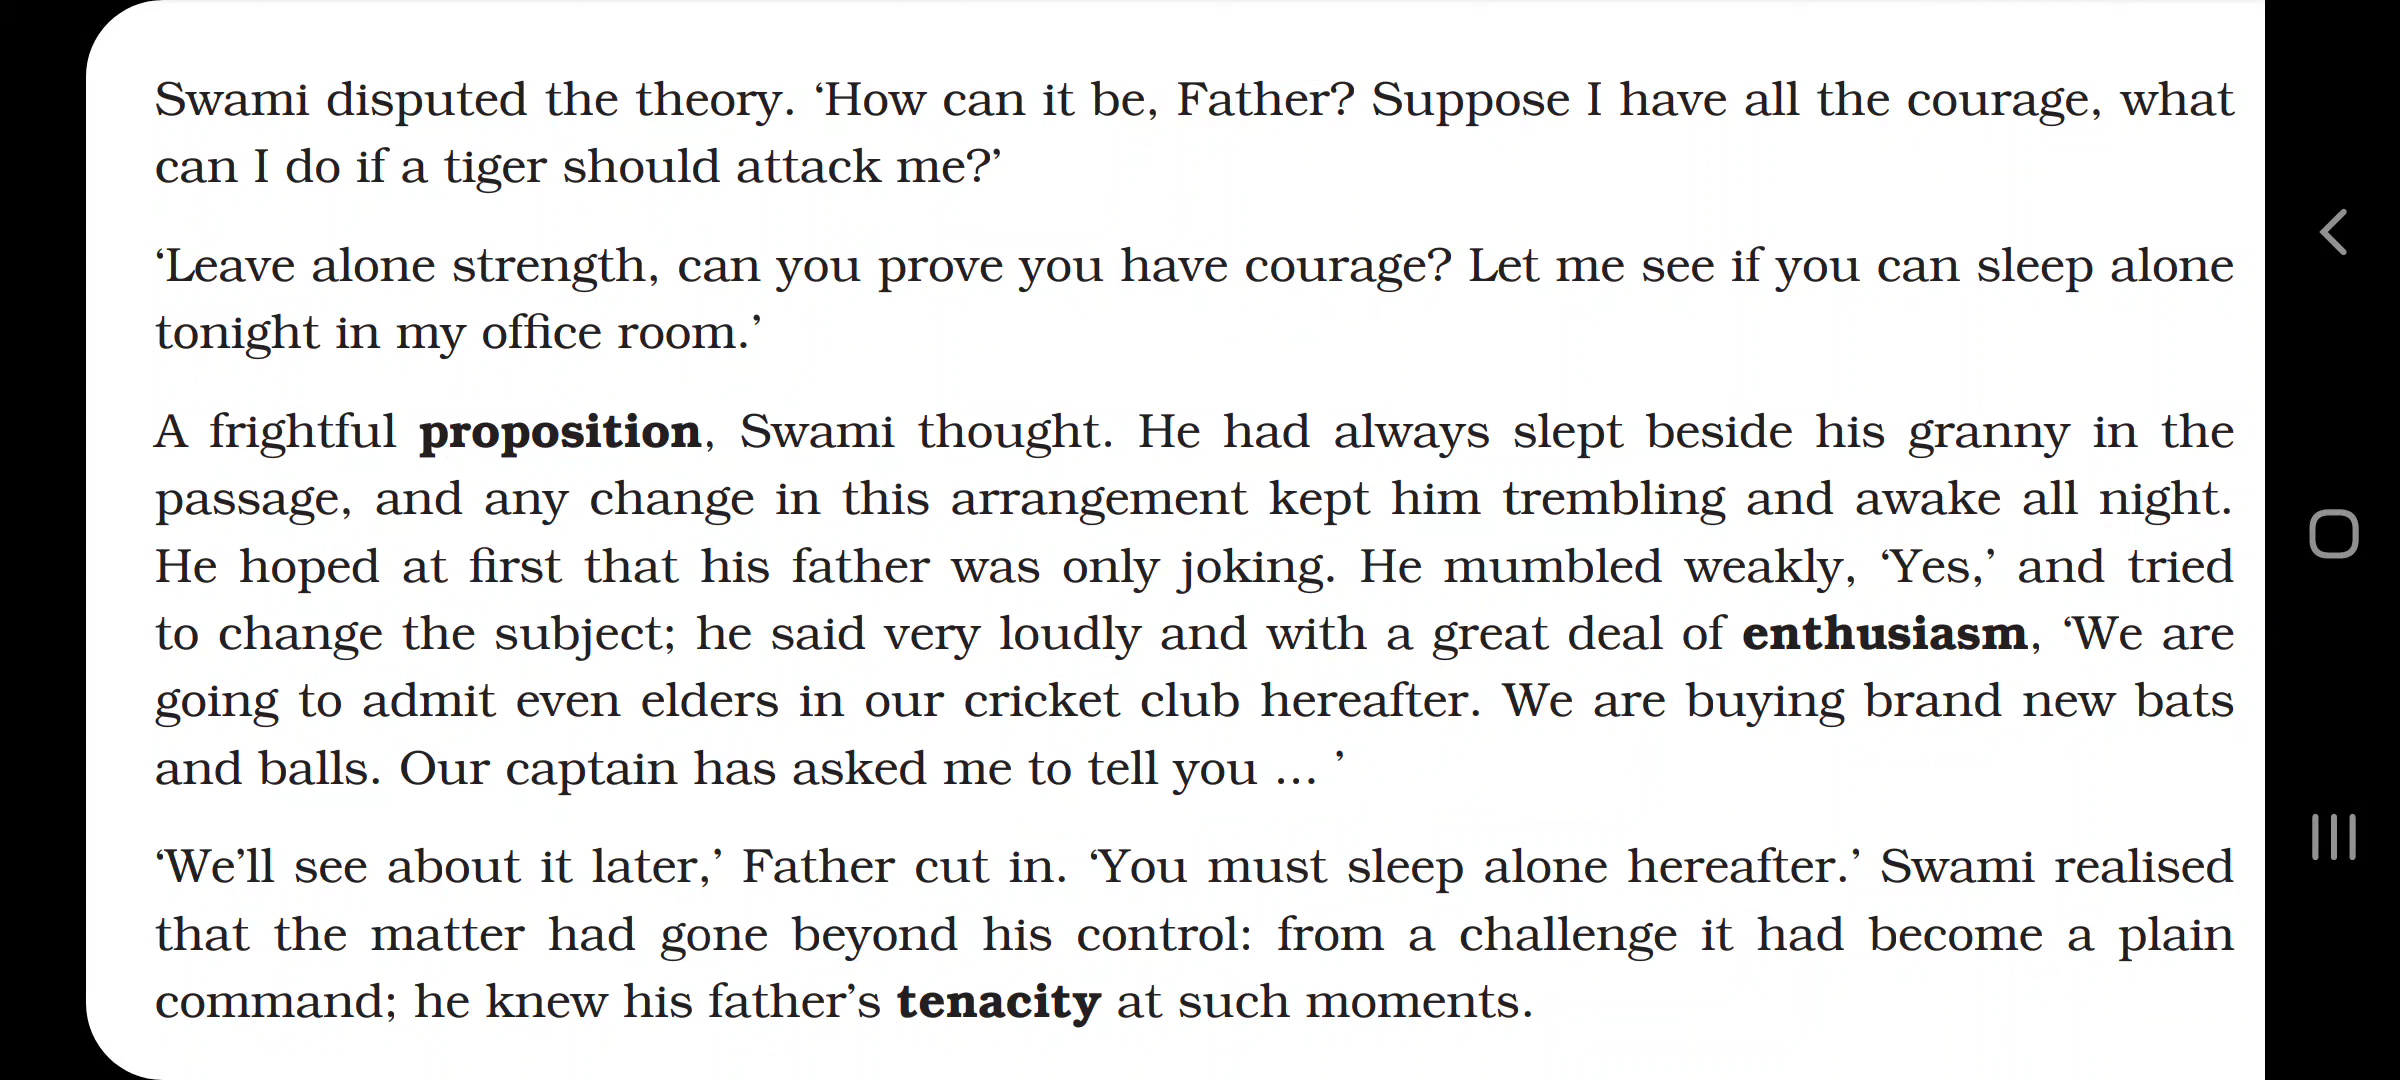 Swami disputed the theory. ‘How can it be, Father? Suppose I have all the courage, what
can I do if a tiger should attack me?’
‘Leave alone strength, can you prove you have courage? Let me see if you can sleep alone
tonight in my office room.’
A frightful proposition, Swami thought. He had always slept beside his granny in the
passage, and any change in this arrangement kept him trembling and awake all night.
He hoped at first that his father was only joking. He mumbled weakly, ‘Yes,’ and tried
to change the subject; he said very loudly and with a great deal of enthusiasm, ‘We are
going to admit even elders in our cricket club hereafter. We are buying brand new bats
and balls. Our captain has asked me to tell you ... ’
‘We’ll see about it later,’ Father cut in. ‘You must sleep alone hereafter.’ Swami realised
that the matter had gone beyond his control: from a challenge it had become a plain
command; he knew his father’s tenacity at such moments.